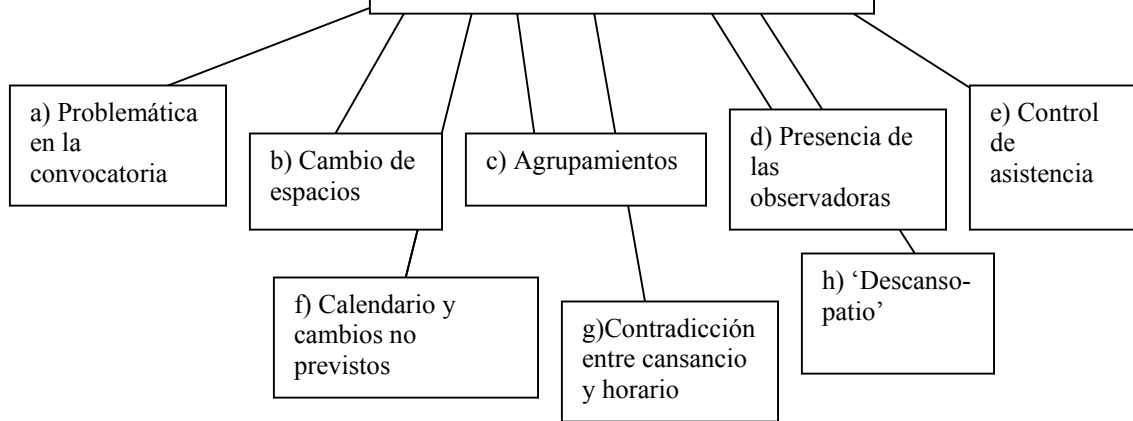 a) Problemática
en la
convocatoria
b) Cambio de
espacios
c) Agrupamientos
d) Presencia de
las
observadoras
e) Control
de
asistencia
f) Calendario y
cambios no
previstos
g)Contradicción
entre cansancio
y horario
h) ‘Descanso-
patio’